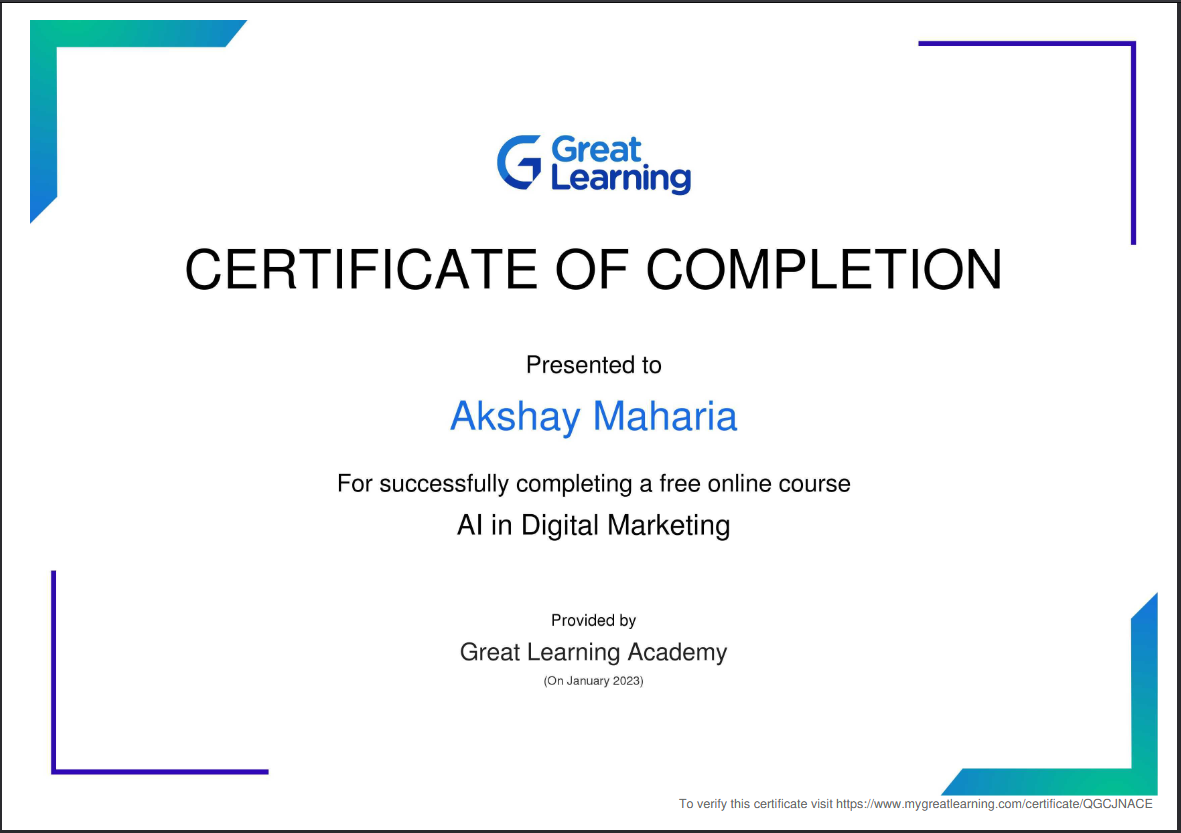 Great
Learning
CERTIFICATE OF COMPLETION
Presented to
Akshay Maharia
For successfully completing a free online course
AI in Digital Marketing
Provided by
Great Learning Academy
(On January 2023)
To verify this certificate visit https://www.mygreatlearning.com/certificate/QGCJNACE